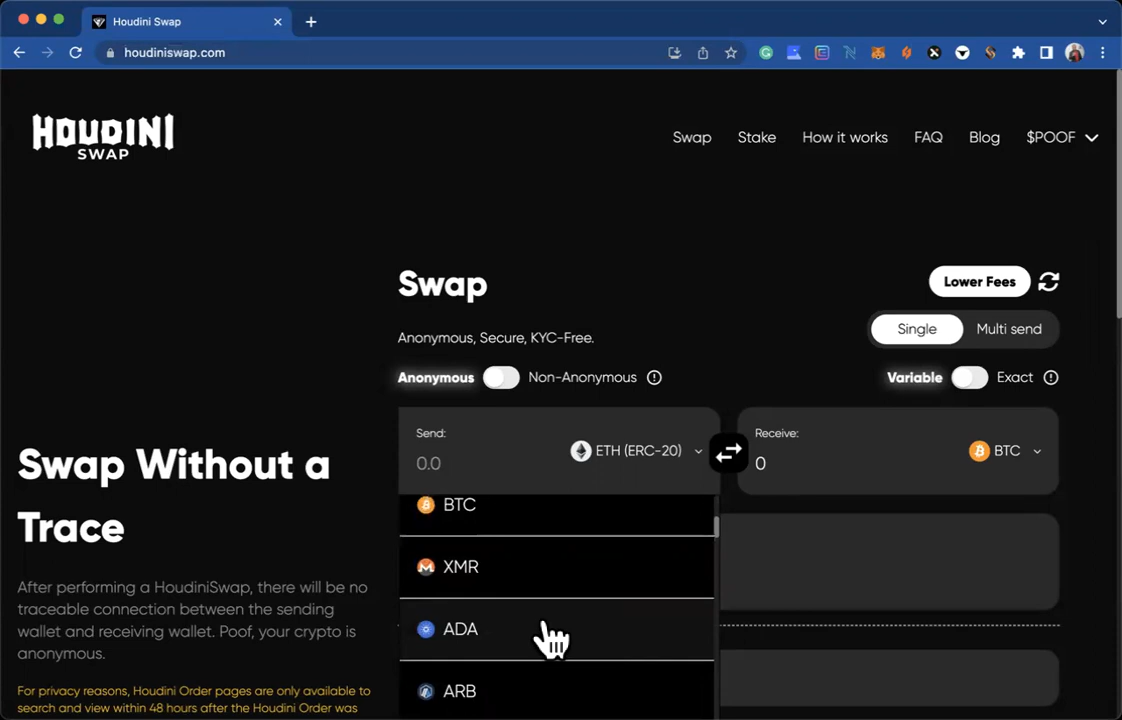 Houdini Swap
houdiniswap.com
HOUDINI
SWAP
Swap
Stake
How it works
FAQ
Blog
$POOF
Swap
Lower Fees
Anonymous, Secure, KYC-Free.
Single
Multi send
Anonymous
Non-Anonymous
Variable
Exact
Send:
0.0
ETH (ERC-20)
Receive:
0
BTC
BTC
XMR
ADA
ARB
Swap Without a
Trace
After performing a HoudiniSwap, there will be no
traceable connection between the sending
wallet and receiving wallet. Poof, your crypto is
anonymous.
For privacy reasons, Houdini Order pages are only available to
search and view within 48 hours after the Houdini Order was